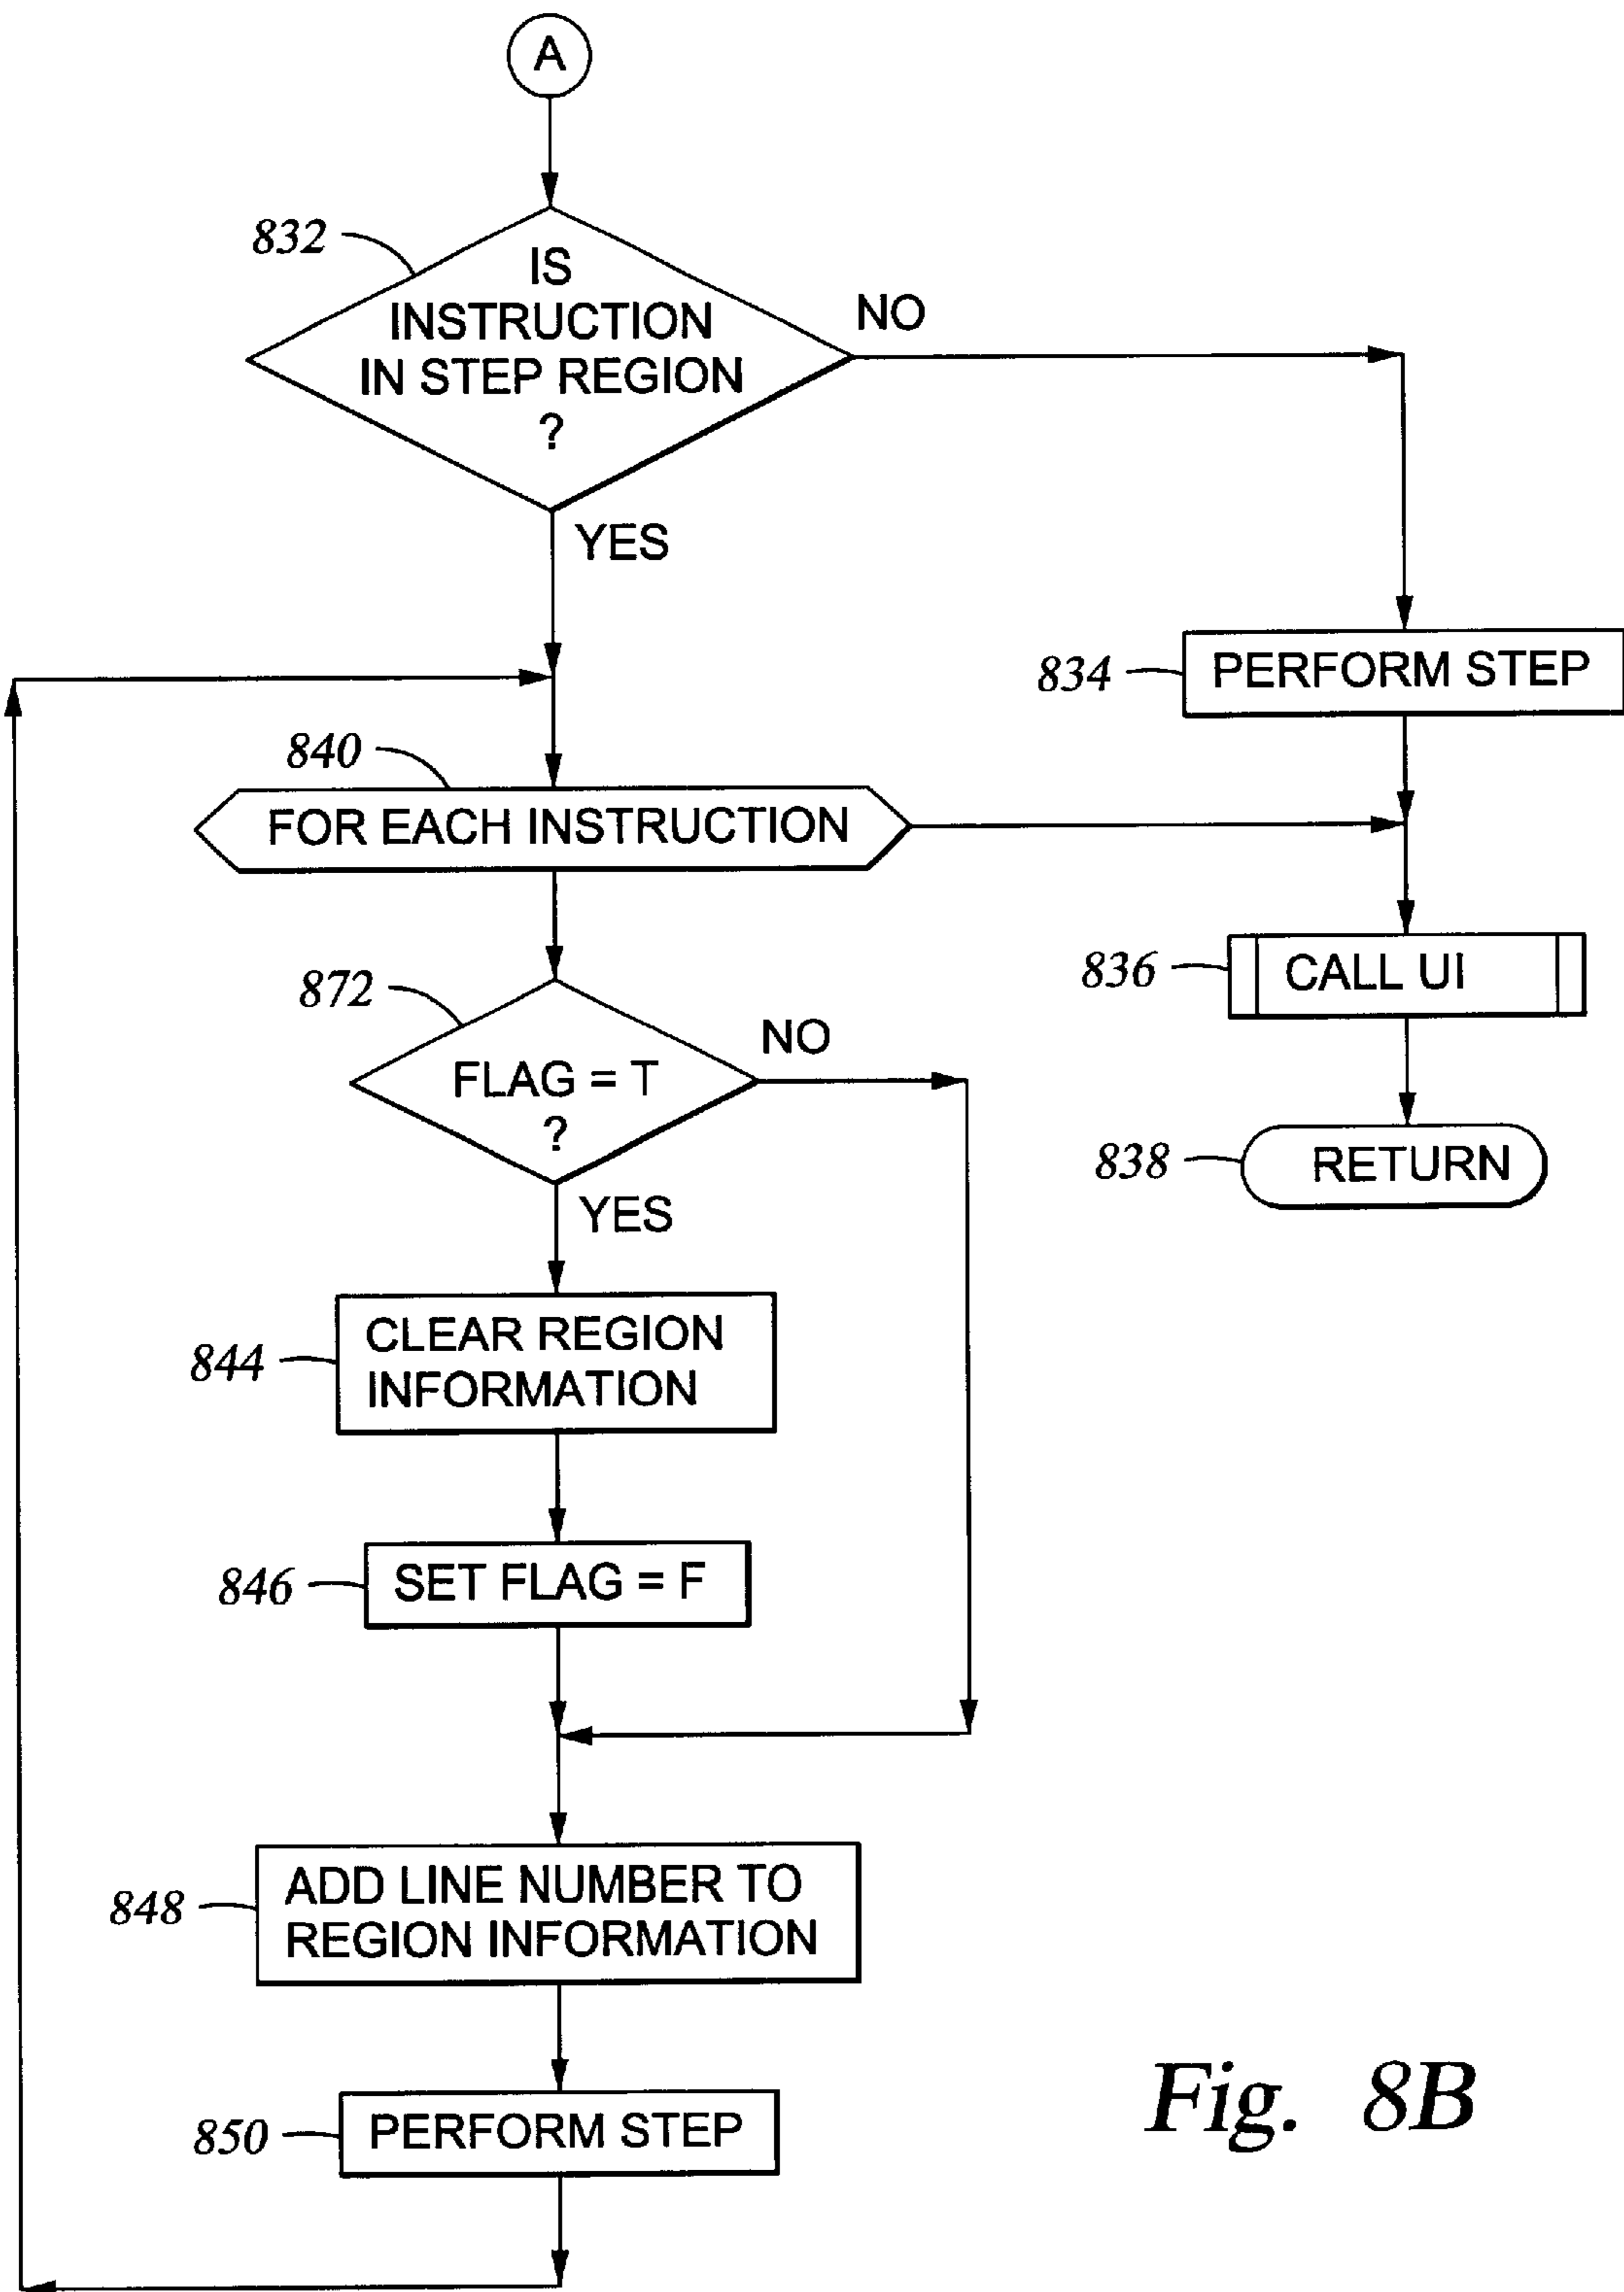 A
832
IS
INSTRUCTION
IN STEP REGION
?
NO
YES
834
PERFORM STEP
840
FOR EACH INSTRUCTION
836
CALL UI
872
FLAG = T
?
NO
YES
838
RETURN
844
CLEAR REGION
INFORMATION
846
SET FLAG = F
848
ADD LINE NUMBER TO
REGION INFORMATION
850
PERFORM STEP
Fig. 8B